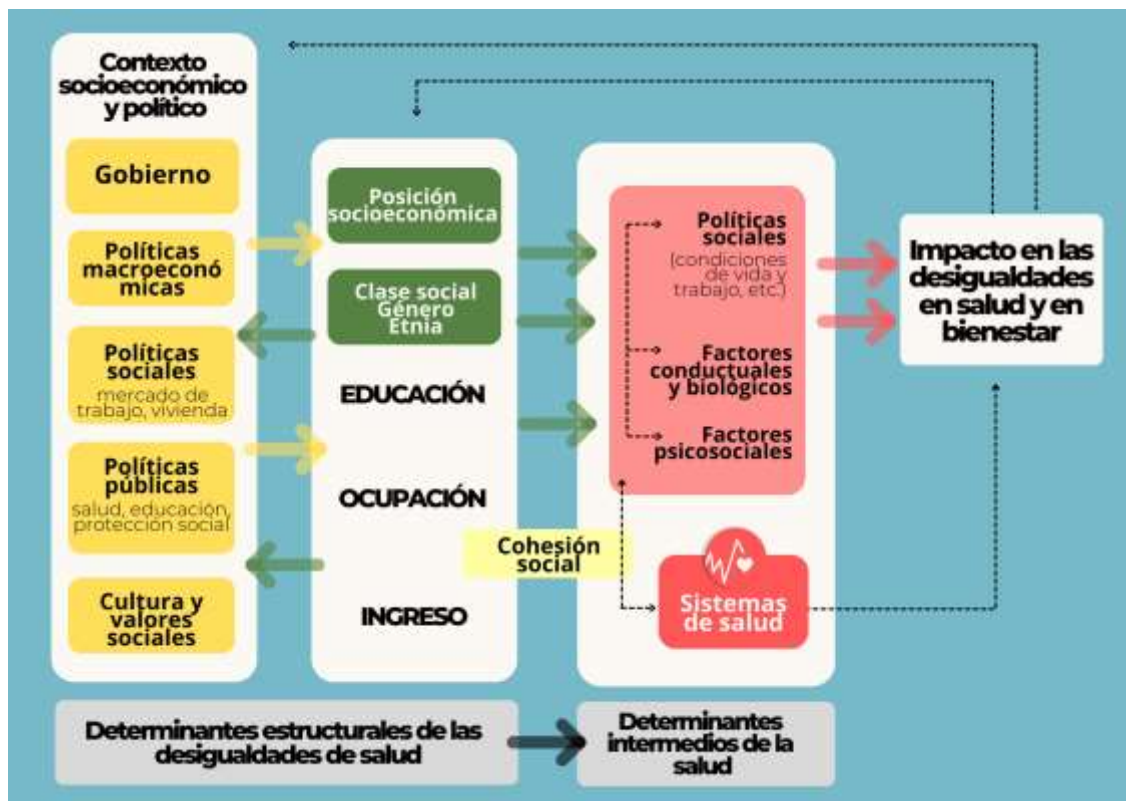 Contexto
socioeconómico
y político
Gobierno
Políticas
macroeconó
micas
Políticas
sociales
mercado de
trabajo, vivienda
Políticas
públicas
salud, educación,
protección social
Cultura y
valores
sociales
Posición
socioeconómica
Clase social
Género
Etnia
EDUCACIÓN
OCUPACIÓN
INGRESO
Cohesión
social
Políticas
sociales
(condiciones
de vida y
trabajo, etc.)
Factores
conductuales
y biológicos
Factores
psicosociales
Sistemas
de salud
Impacto en las
desigualdades
en salud y en
bienestar
Determinantes estructurales de las
desigualdades de salud
Determinantes
intermedios de la
salud